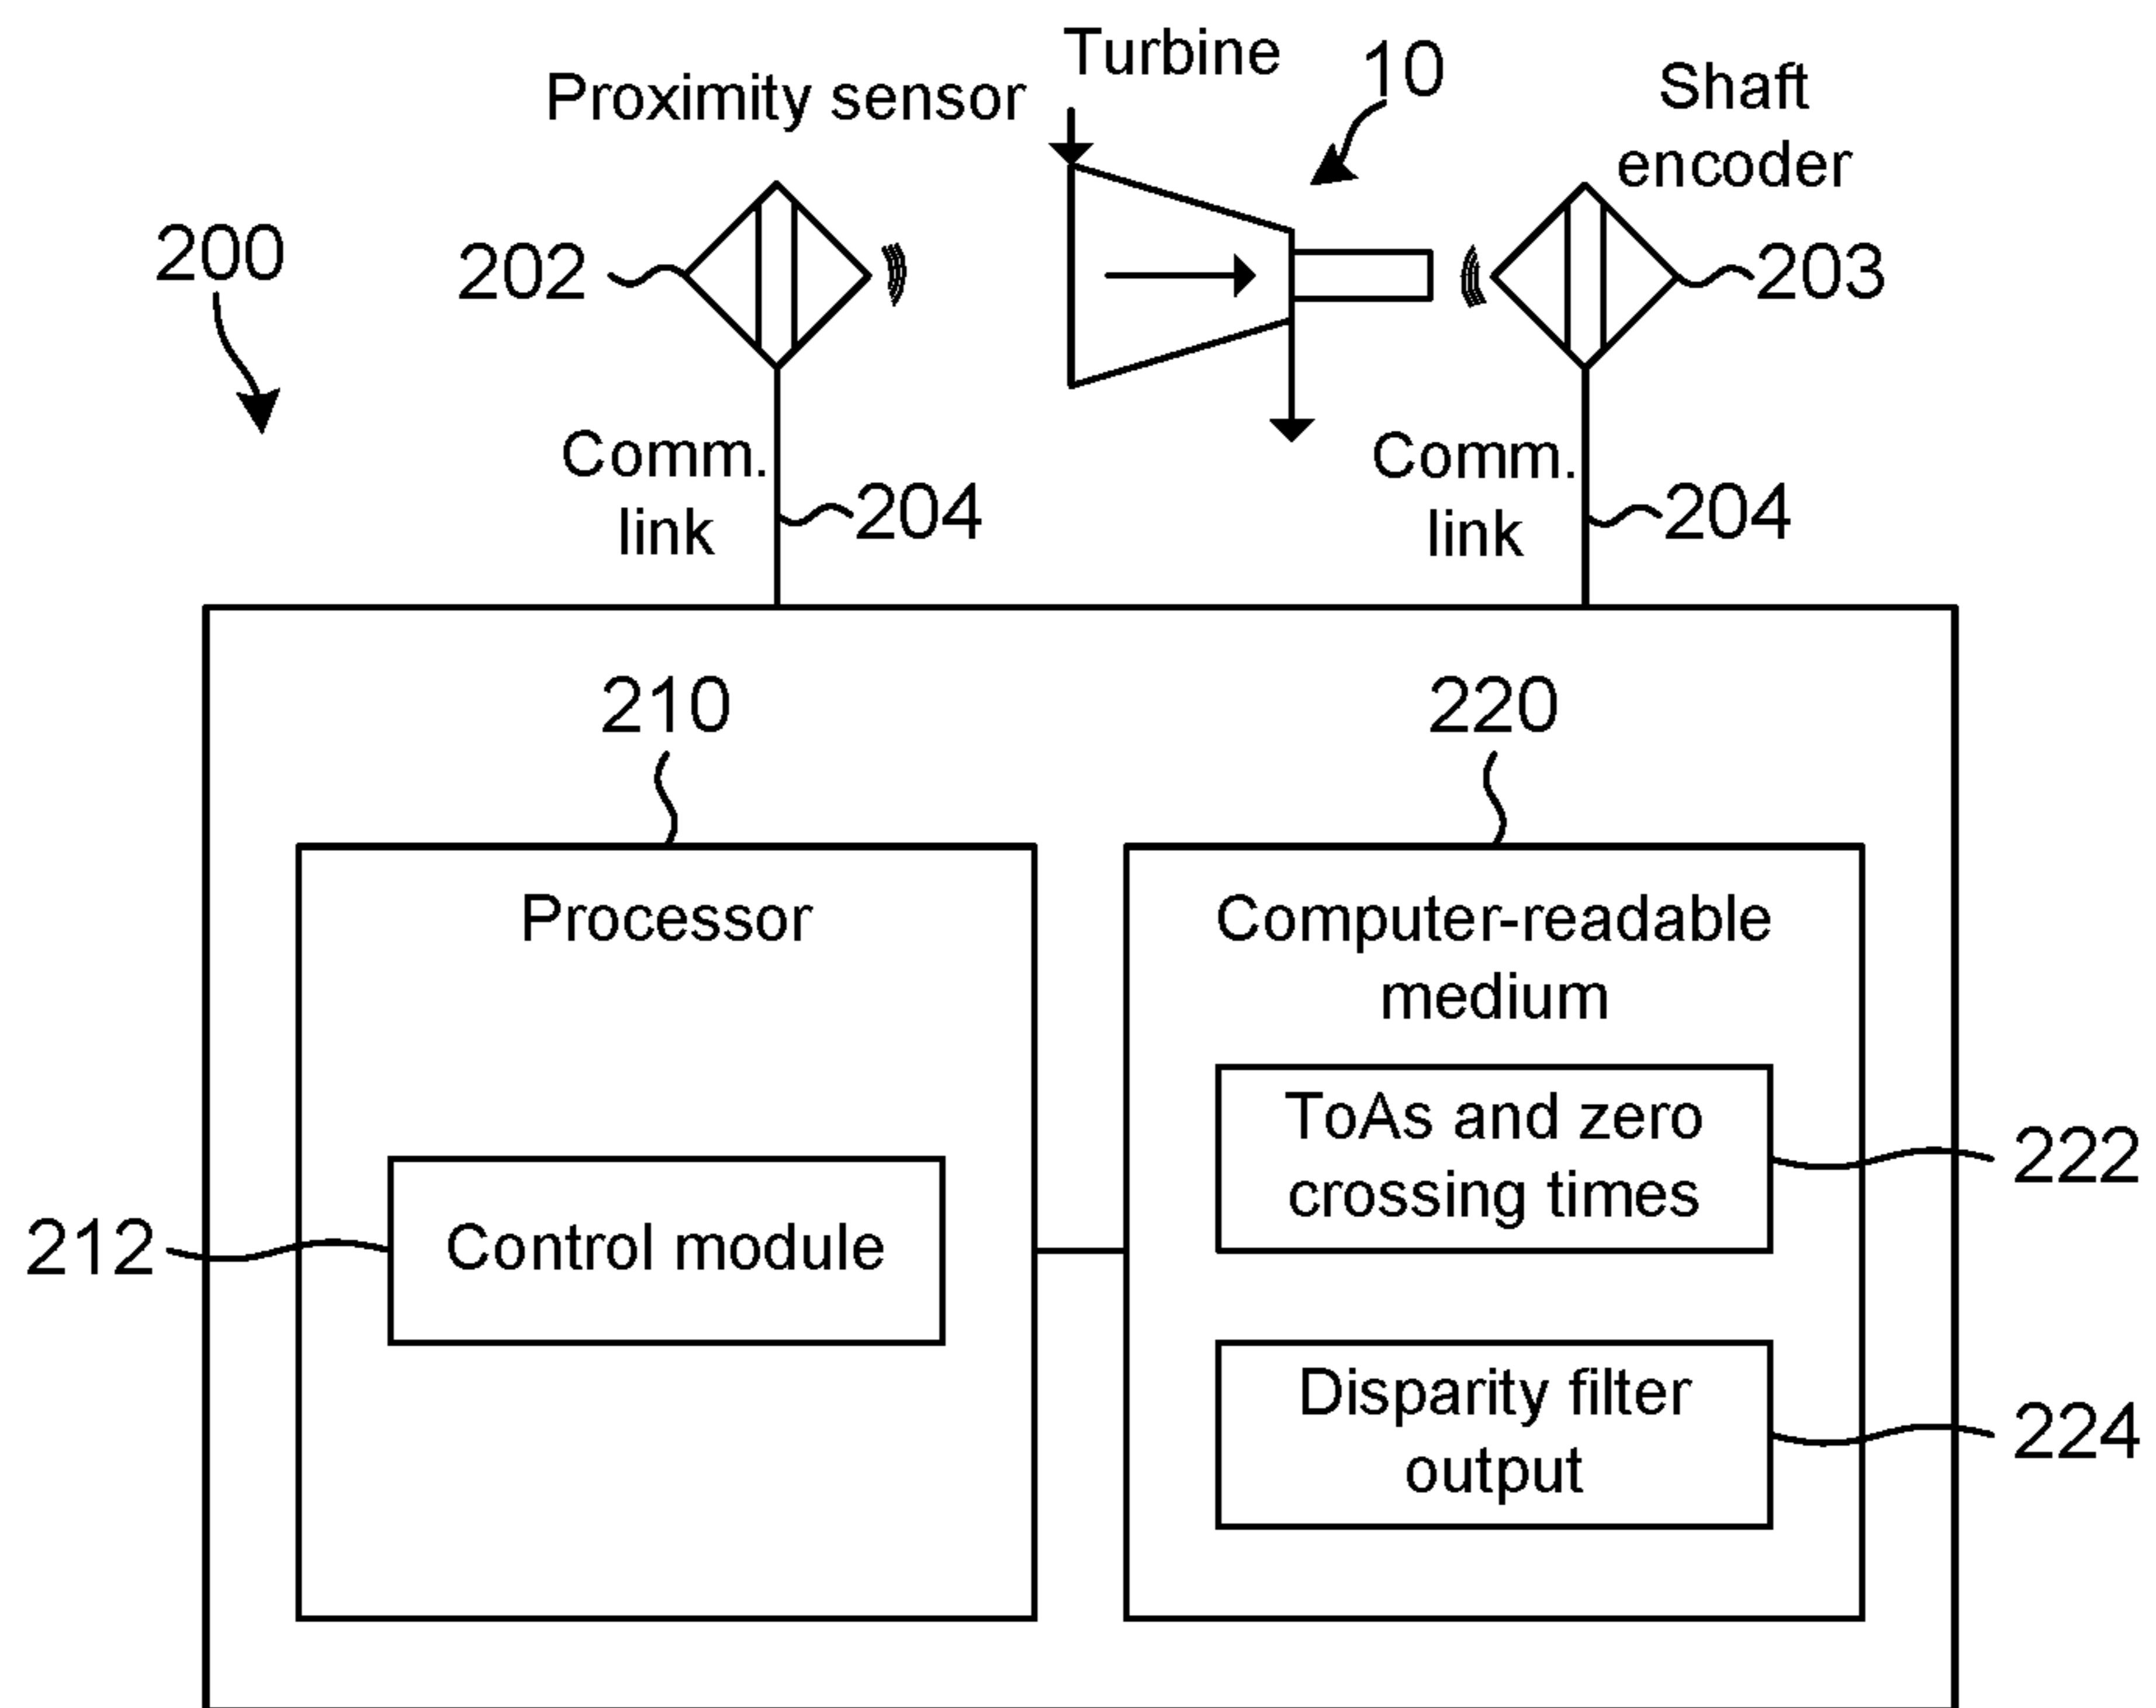 Turbine
10
Proximity sensor
Shaft
encoder
200
202
203
Comm.
link
204
Comm.
link
204
210
220
Processor
Computer-readable
medium
ToAs and zero
crossing times
222
212
Control module
Disparity filter
output
224